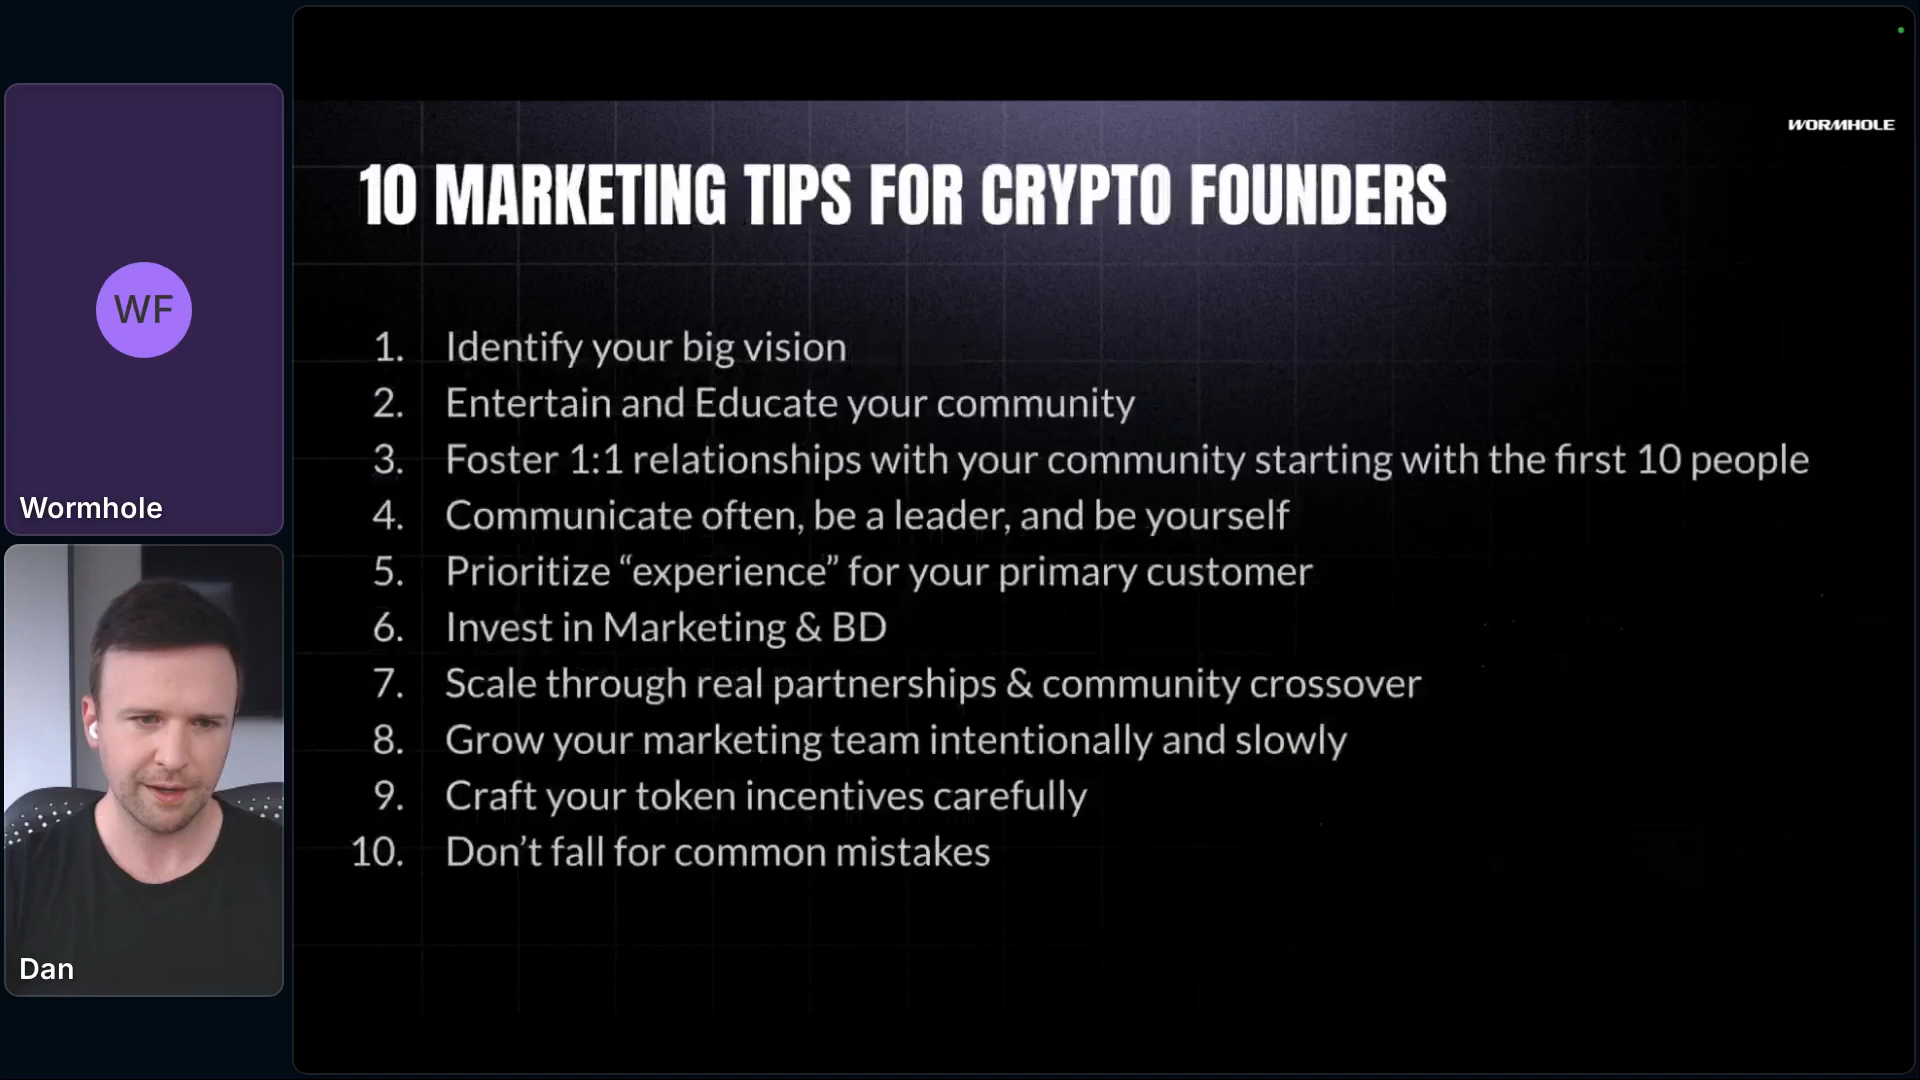 WF
Wormhole
Dan
WORMHOLE
10 MARKETING TIPS FOR CRYPTO FOUNDERS
1. Identify your big vision
2. Entertain and Educate your community
3. Foster 1:1 relationships with your community starting with the first 10 people
4. Communicate often, be a leader, and be yourself
5. Prioritize “experience” for your primary customer
6. Invest in Marketing & BD
7. Scale through real partnerships & community crossover
8. Grow your marketing team intentionally and slowly
9. Craft your token incentives carefully
10. Don’t fall for common mistakes